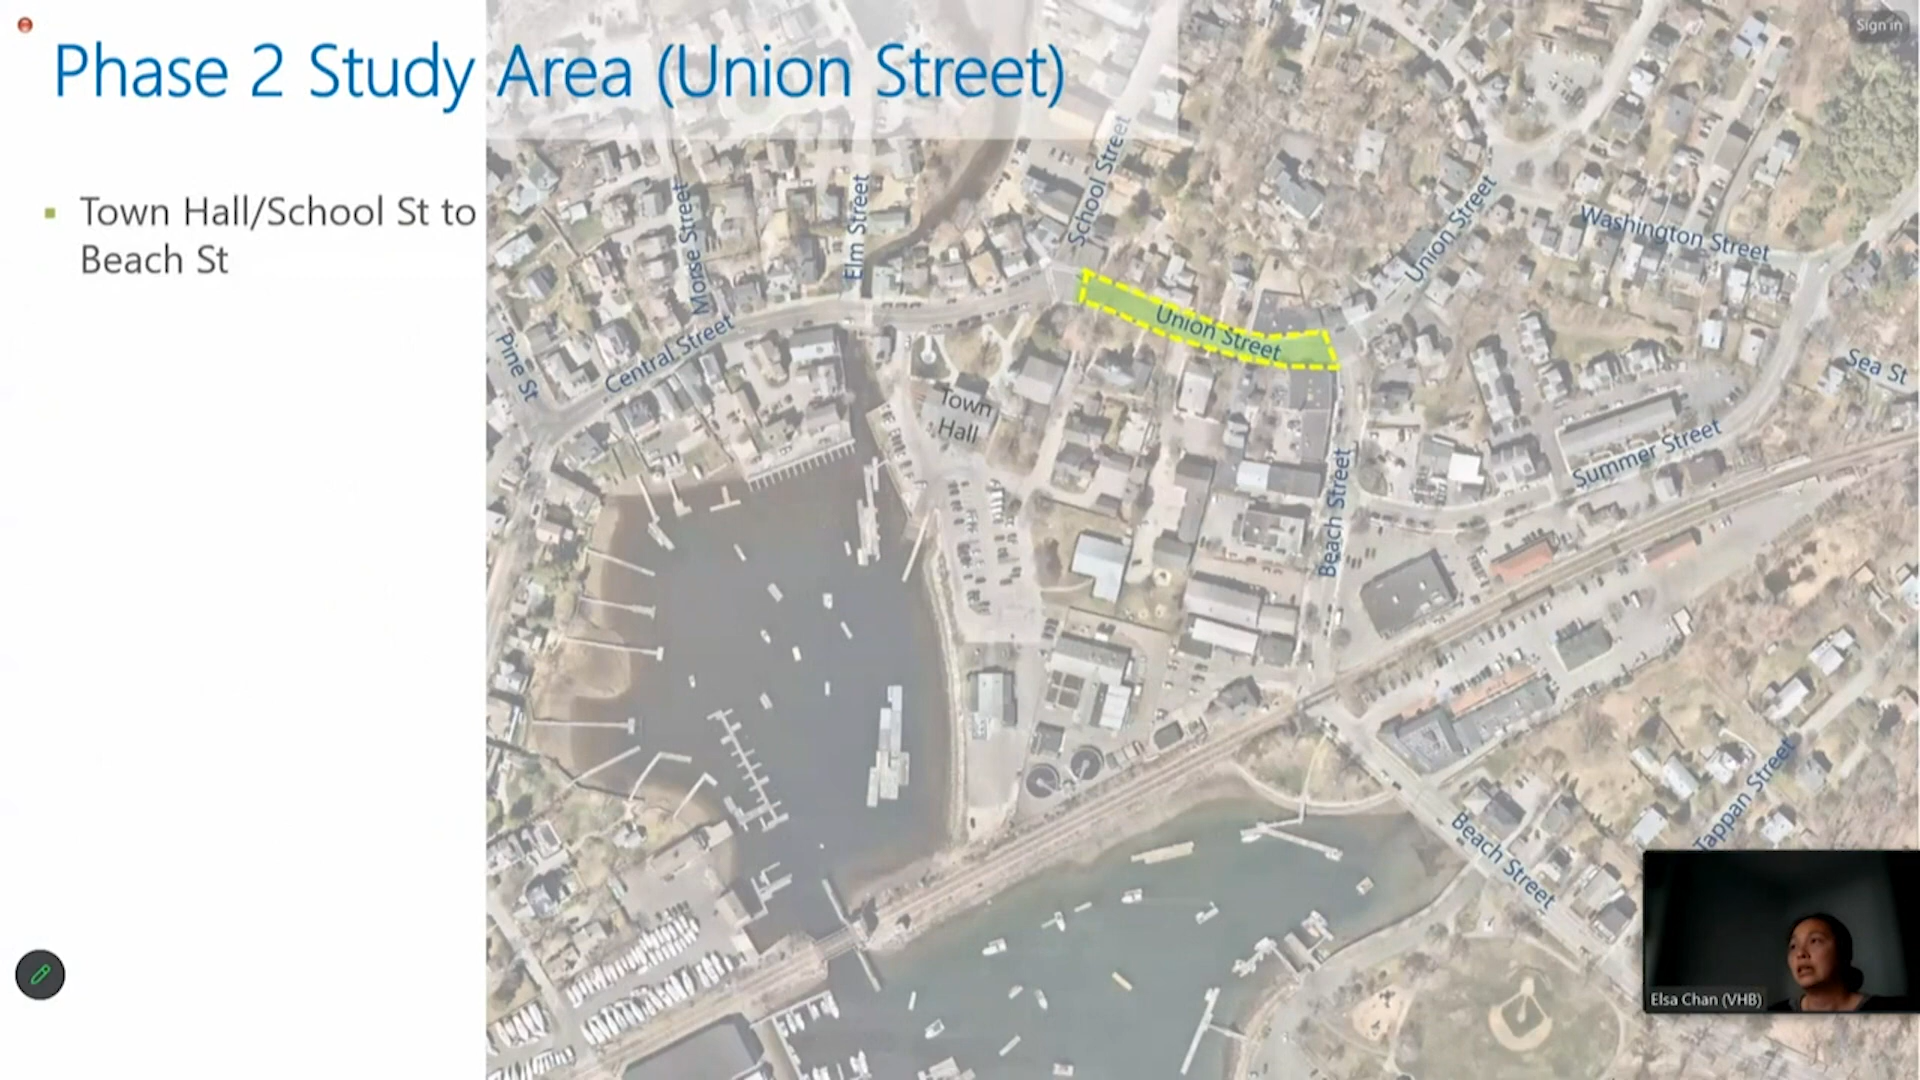 Sign in
Phase 2 Study Area (Union Street)
Town Hall/School St to
Beach St
School Street
Morse Street
Elm Street
Union Street
Washington Street
Union Street
Pine St
Central Street
Sea St
Town
Hall
Summer Street
Beach Street
Tappan Street
Beach Street
Elsa Chan (VHB)